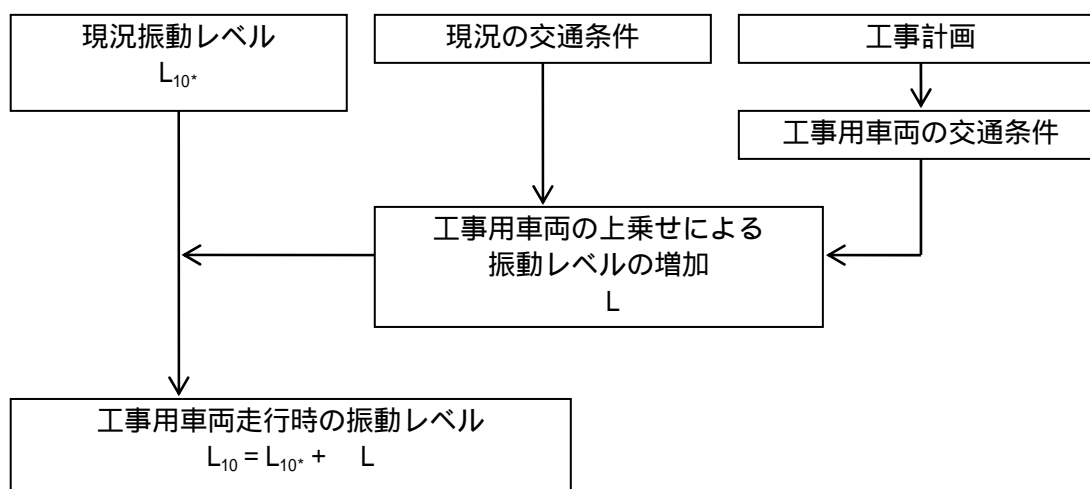 現況振動レベル
L10*
現況の交通条件
工事計画
工事用車両の交通条件
工事用車両の上乗せによる
振動レベルの増加
L
工事用車両走行時の振動レベル
L10 = L10* + L